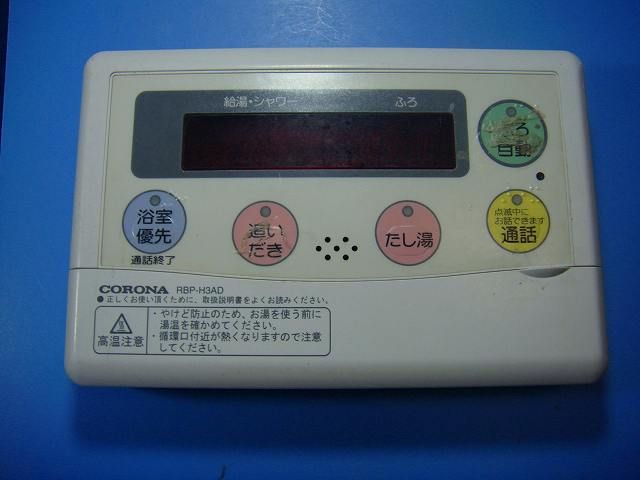 給湯・シャワー ふろ
ろ
自動
浴室
優先
通話終了
追い
だき
たし湯
点滅中に
お話できます
通話
CORONA RBP-H3AD
●正しくお使い頂くために、取扱説明書をよくお読みください。
高温注意
・やけど防止のため、お湯を使う前に
湯温を確かめてください。
・循環口付近が熱くなりますので注意
してください。